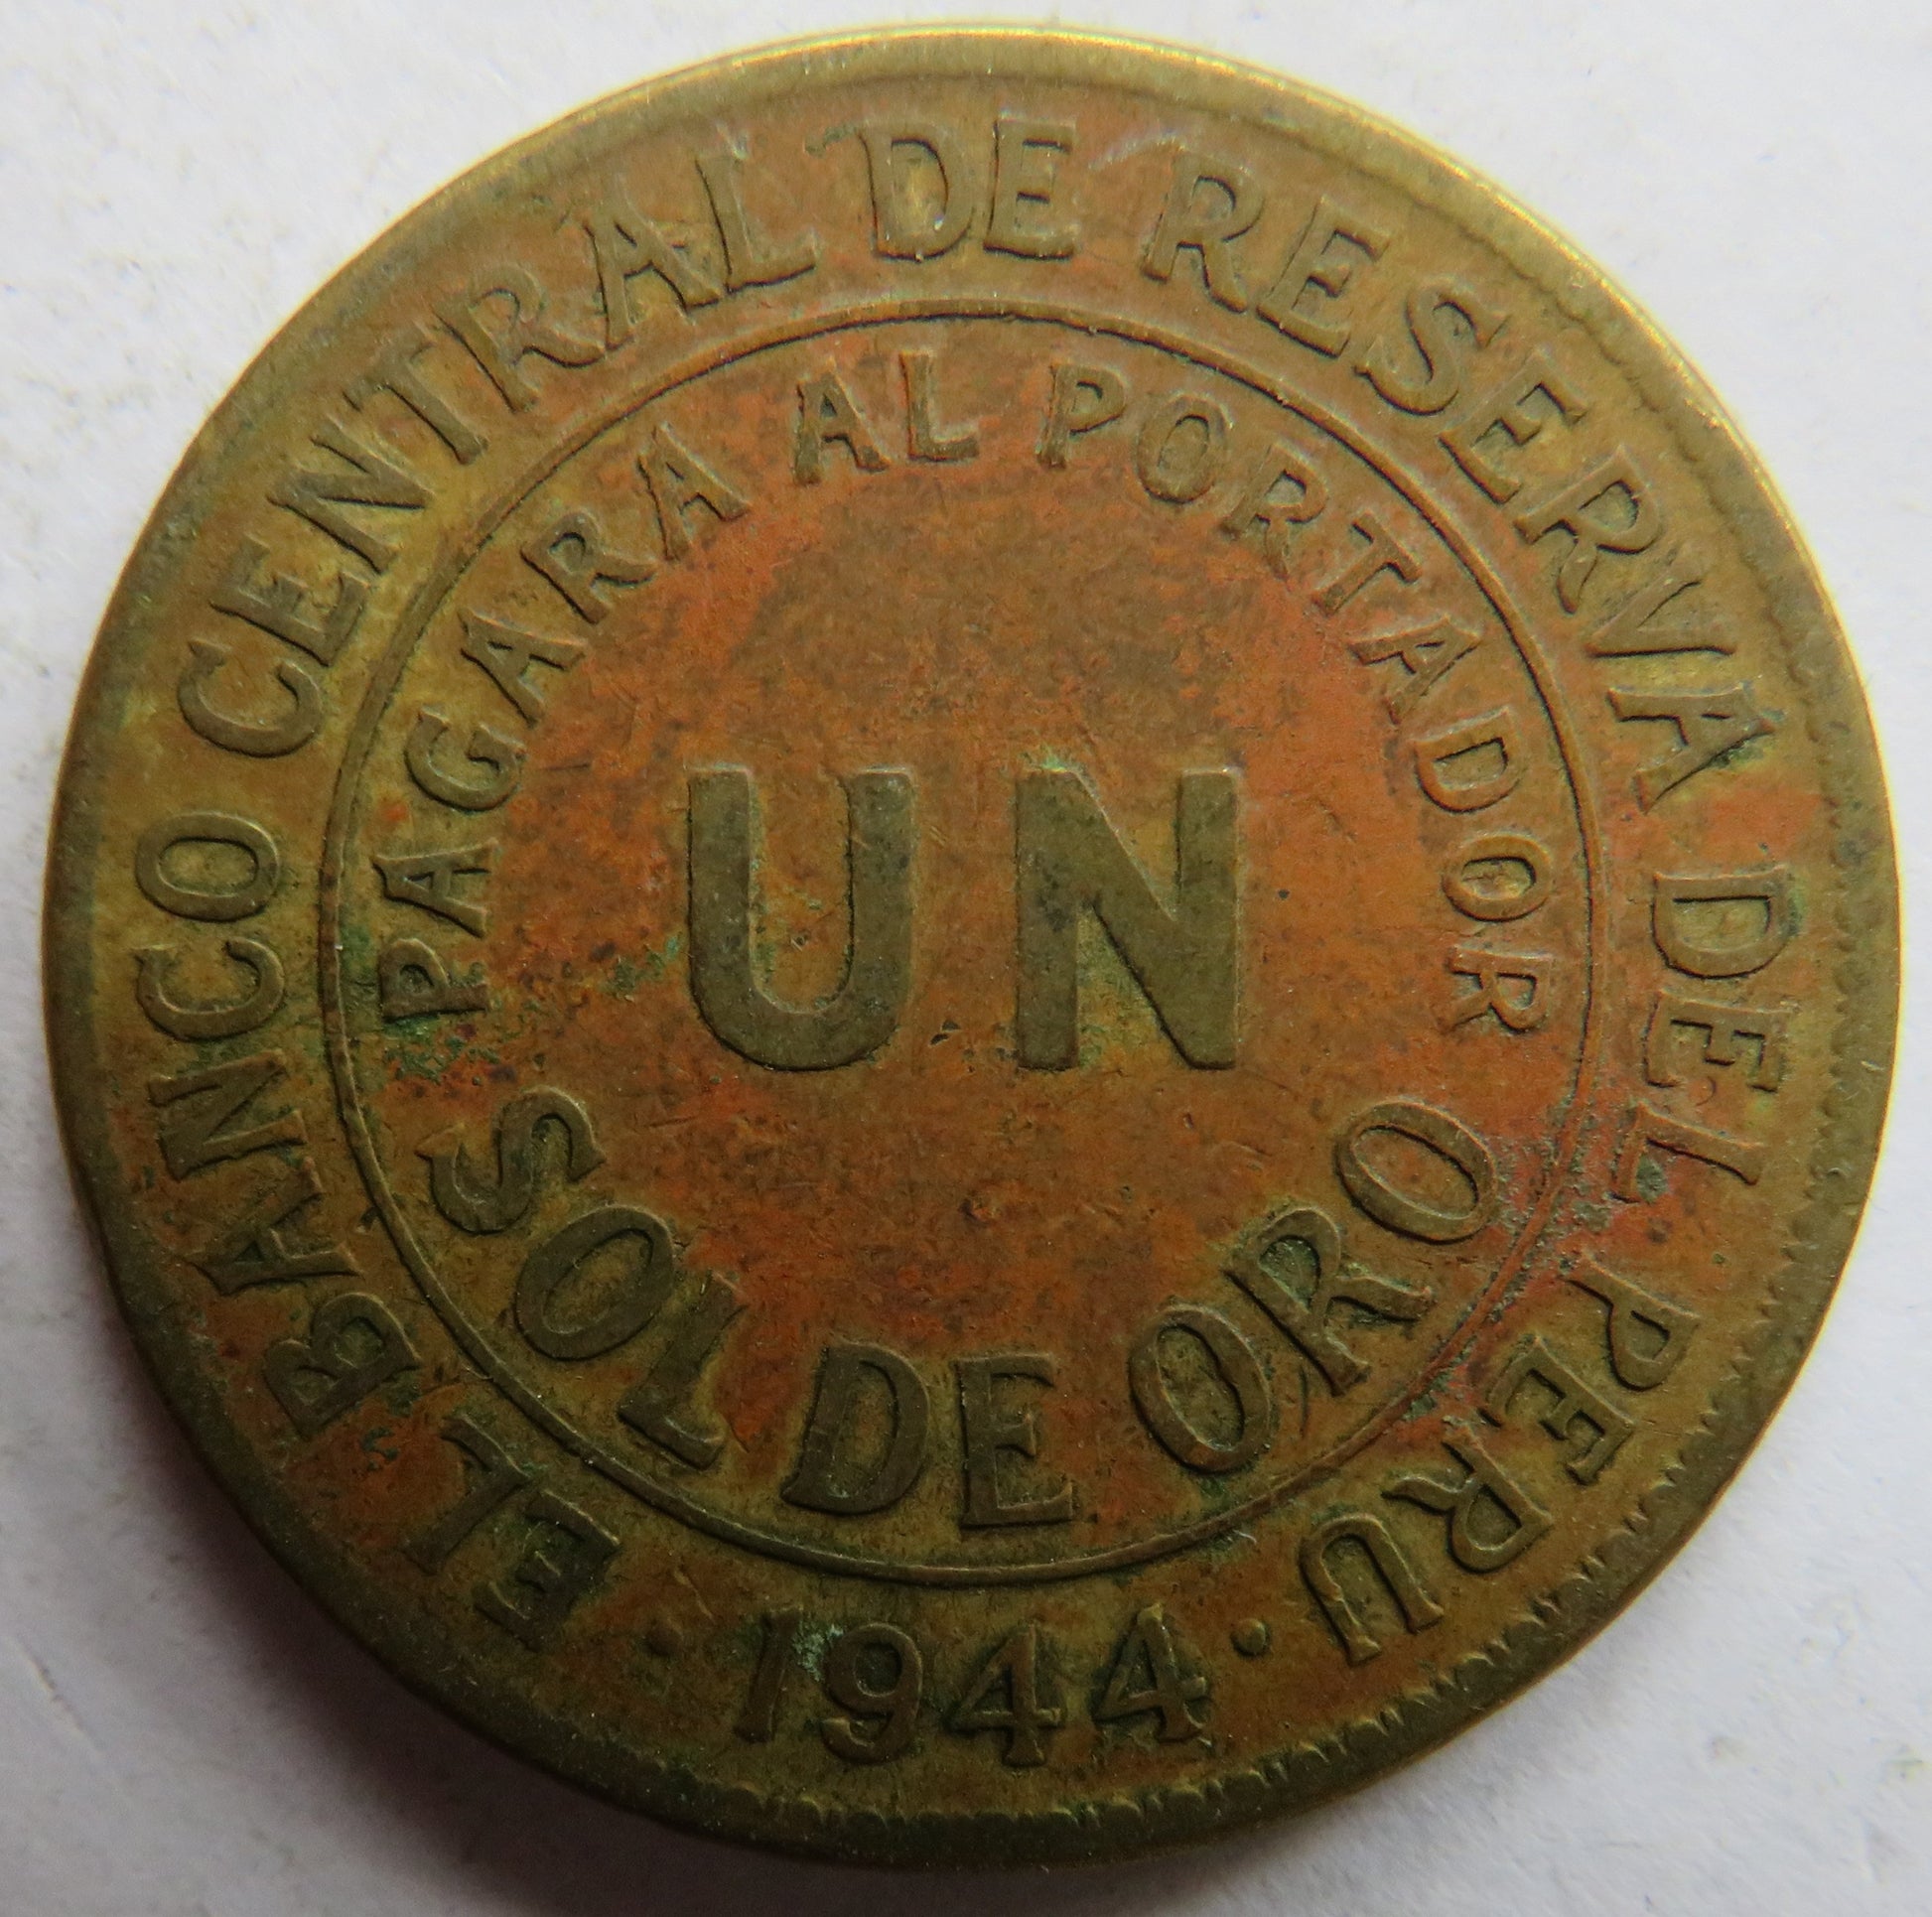 EL BANCO CENTRAL DE RESERVA DEL PERU
PAGARA AL PORTADOR
UN
SOL DE ORO
· 1944 ·